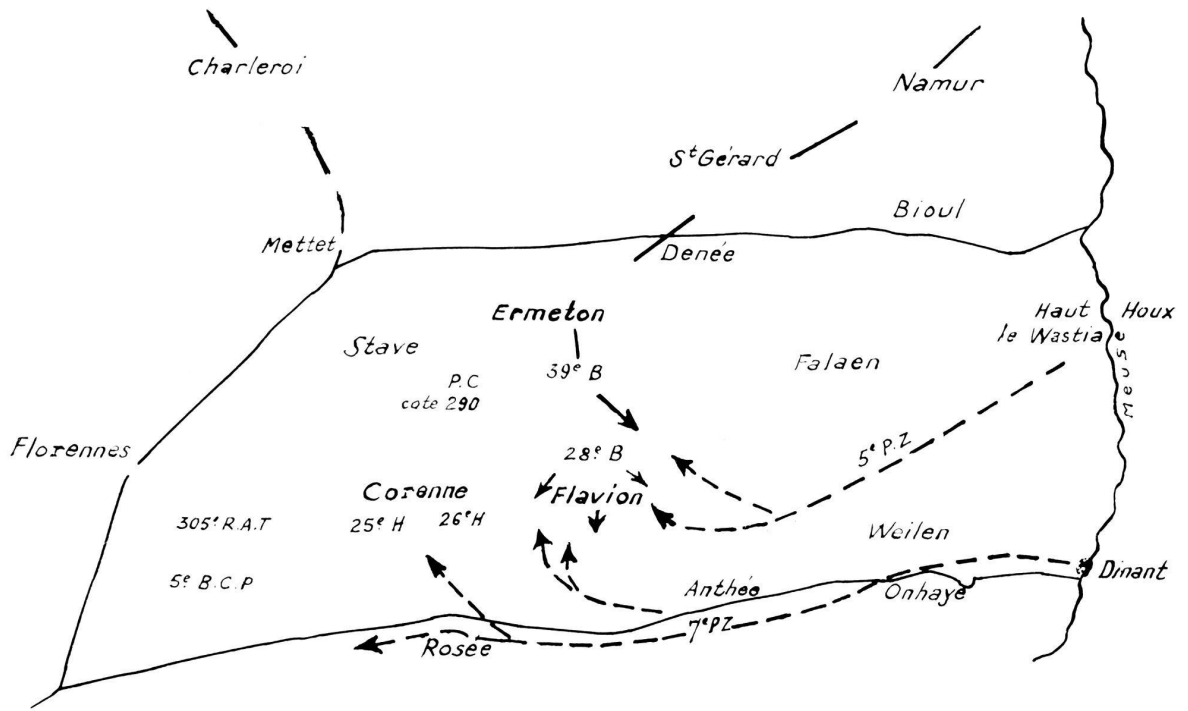 Charleroi
Namur
St Gérard
Bioul
Mettet
Denée
Ermeton
Haut Houx
le Wastia
Stave
39e B
Falaen
P.C
cote 290
Meuse
Florennes
28e B
5e P.Z
Corenne
Flavion
305e R.A.T
25e H
26e H
Weilen
5e B.C.P
Anthée
Onhaye
Dinant
7e PZ
Rosée